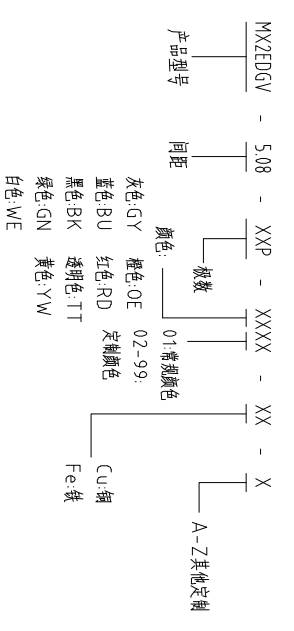 MX2EDGV - 5.08 - XXP - XXXX - XX - X
产品型号
间距
极数
颜色:
灰色:GY 橙色:OE
蓝色:BU 红色:RD
黑色:BK 透明色:TT
绿色:GN 黄色:YW
白色:WE
01:常规颜色
02-99:
定制颜色
Cu:铜
Fe:铁
A-Z其他定制